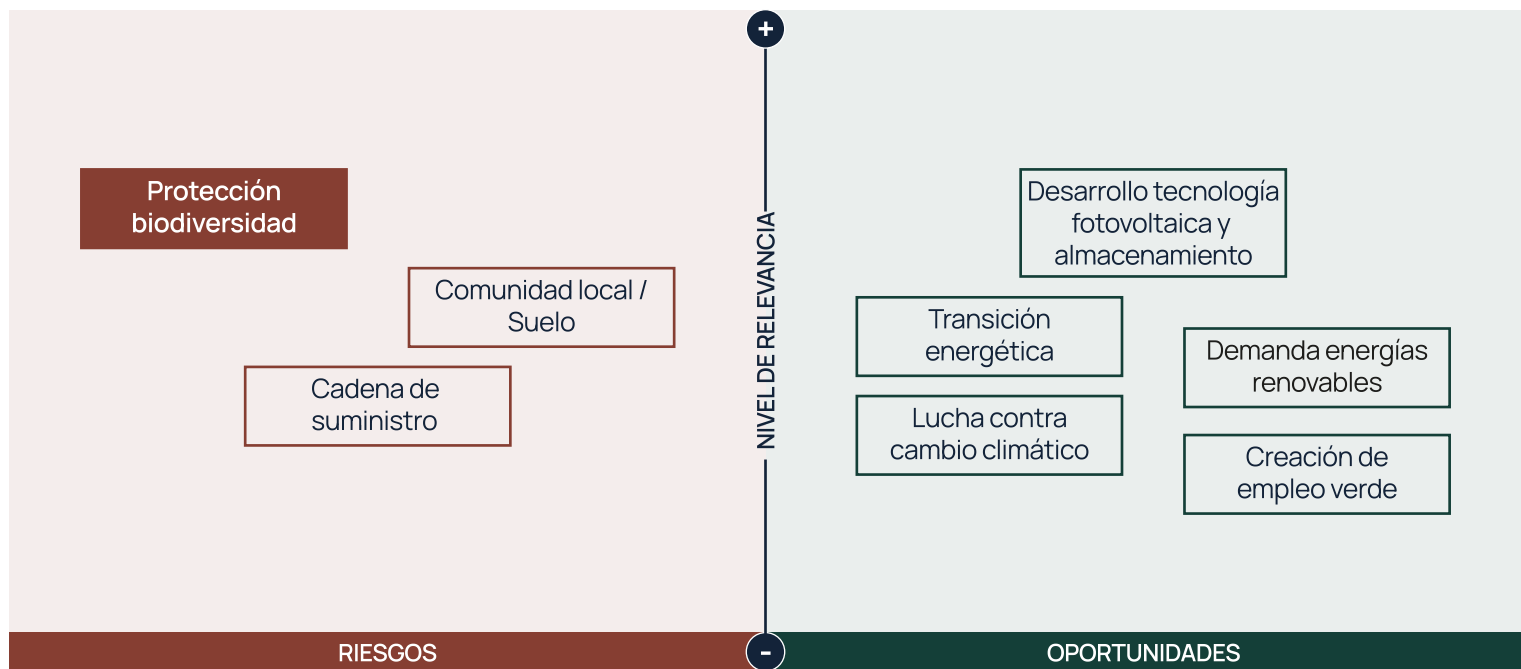 +
Protección
biodiversidad
Comunidad local /
Suelo
Cadena de
suministro
NIVEL DE RELEVANCIA
Desarrollo tecnología
fotovoltaica y
almacenamiento
Transición
energética
Demanda energías
renovables
Lucha contra
cambio climático
Creación de
empleo verde
RIESGOS
-
OPORTUNIDADES